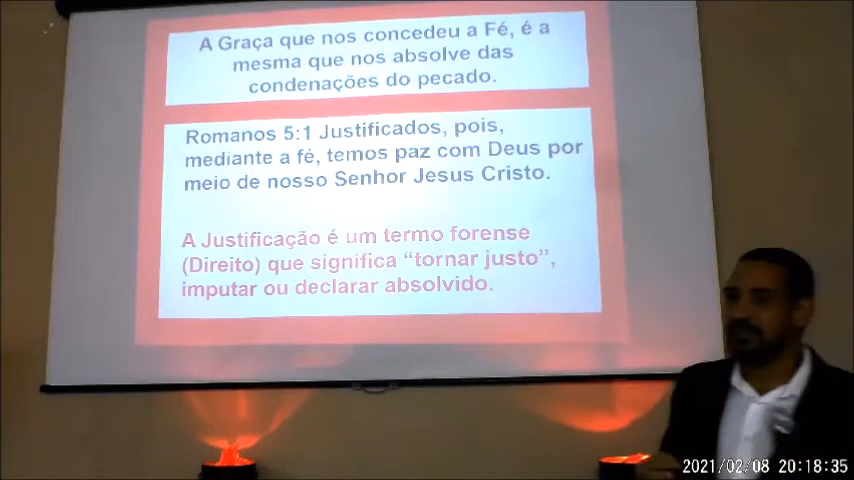 A Graça que nos concedeu a Fé, é a
mesma que nos absolve das
condenações do pecado.
Romanos 5:1 Justificados, pois,
mediante a fé, temos paz com Deus por
meio de nosso Senhor Jesus Cristo.
A Justificação é um termo forense
(Direito) que significa “tornar justo”,
imputar ou declarar absolvido.
2021/02/08 20:18:35